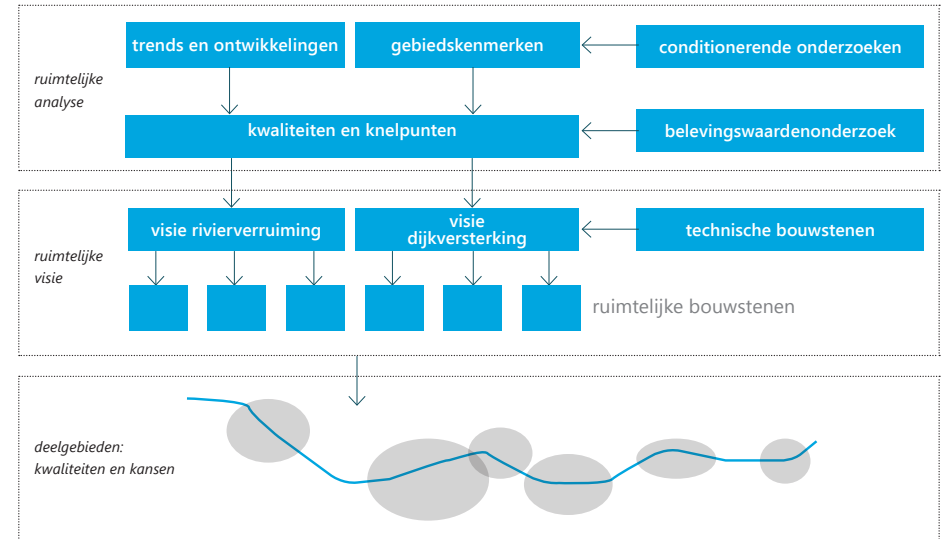 trends en ontwikkelingen
gebiedskenmerken
conditionerende onderzoeken
ruimtelijke
analyse
kwaliteiten en knelpunten
belevingswaardenonderzoek
visie rivierverruiming
visie
dijkversterking
technische bouwstenen
ruimtelijke
visie
ruimtelijke bouwstenen
deelgebieden:
kwaliteiten en kansen